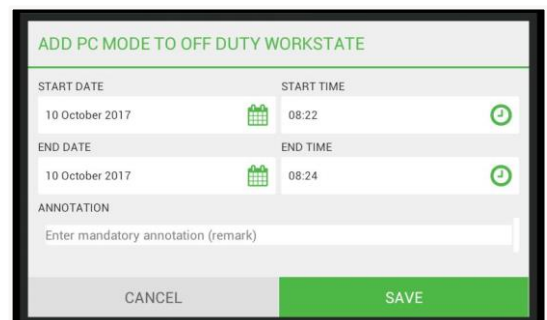 ADD PC MODE TO OFF DUTY WORKSTATE
START DATE START TIME
10 October 2017 08:22
END DATE END TIME
10 October 2017 08:24
ANNOTATION
Enter mandatory annotation (remark)
CANCEL SAVE